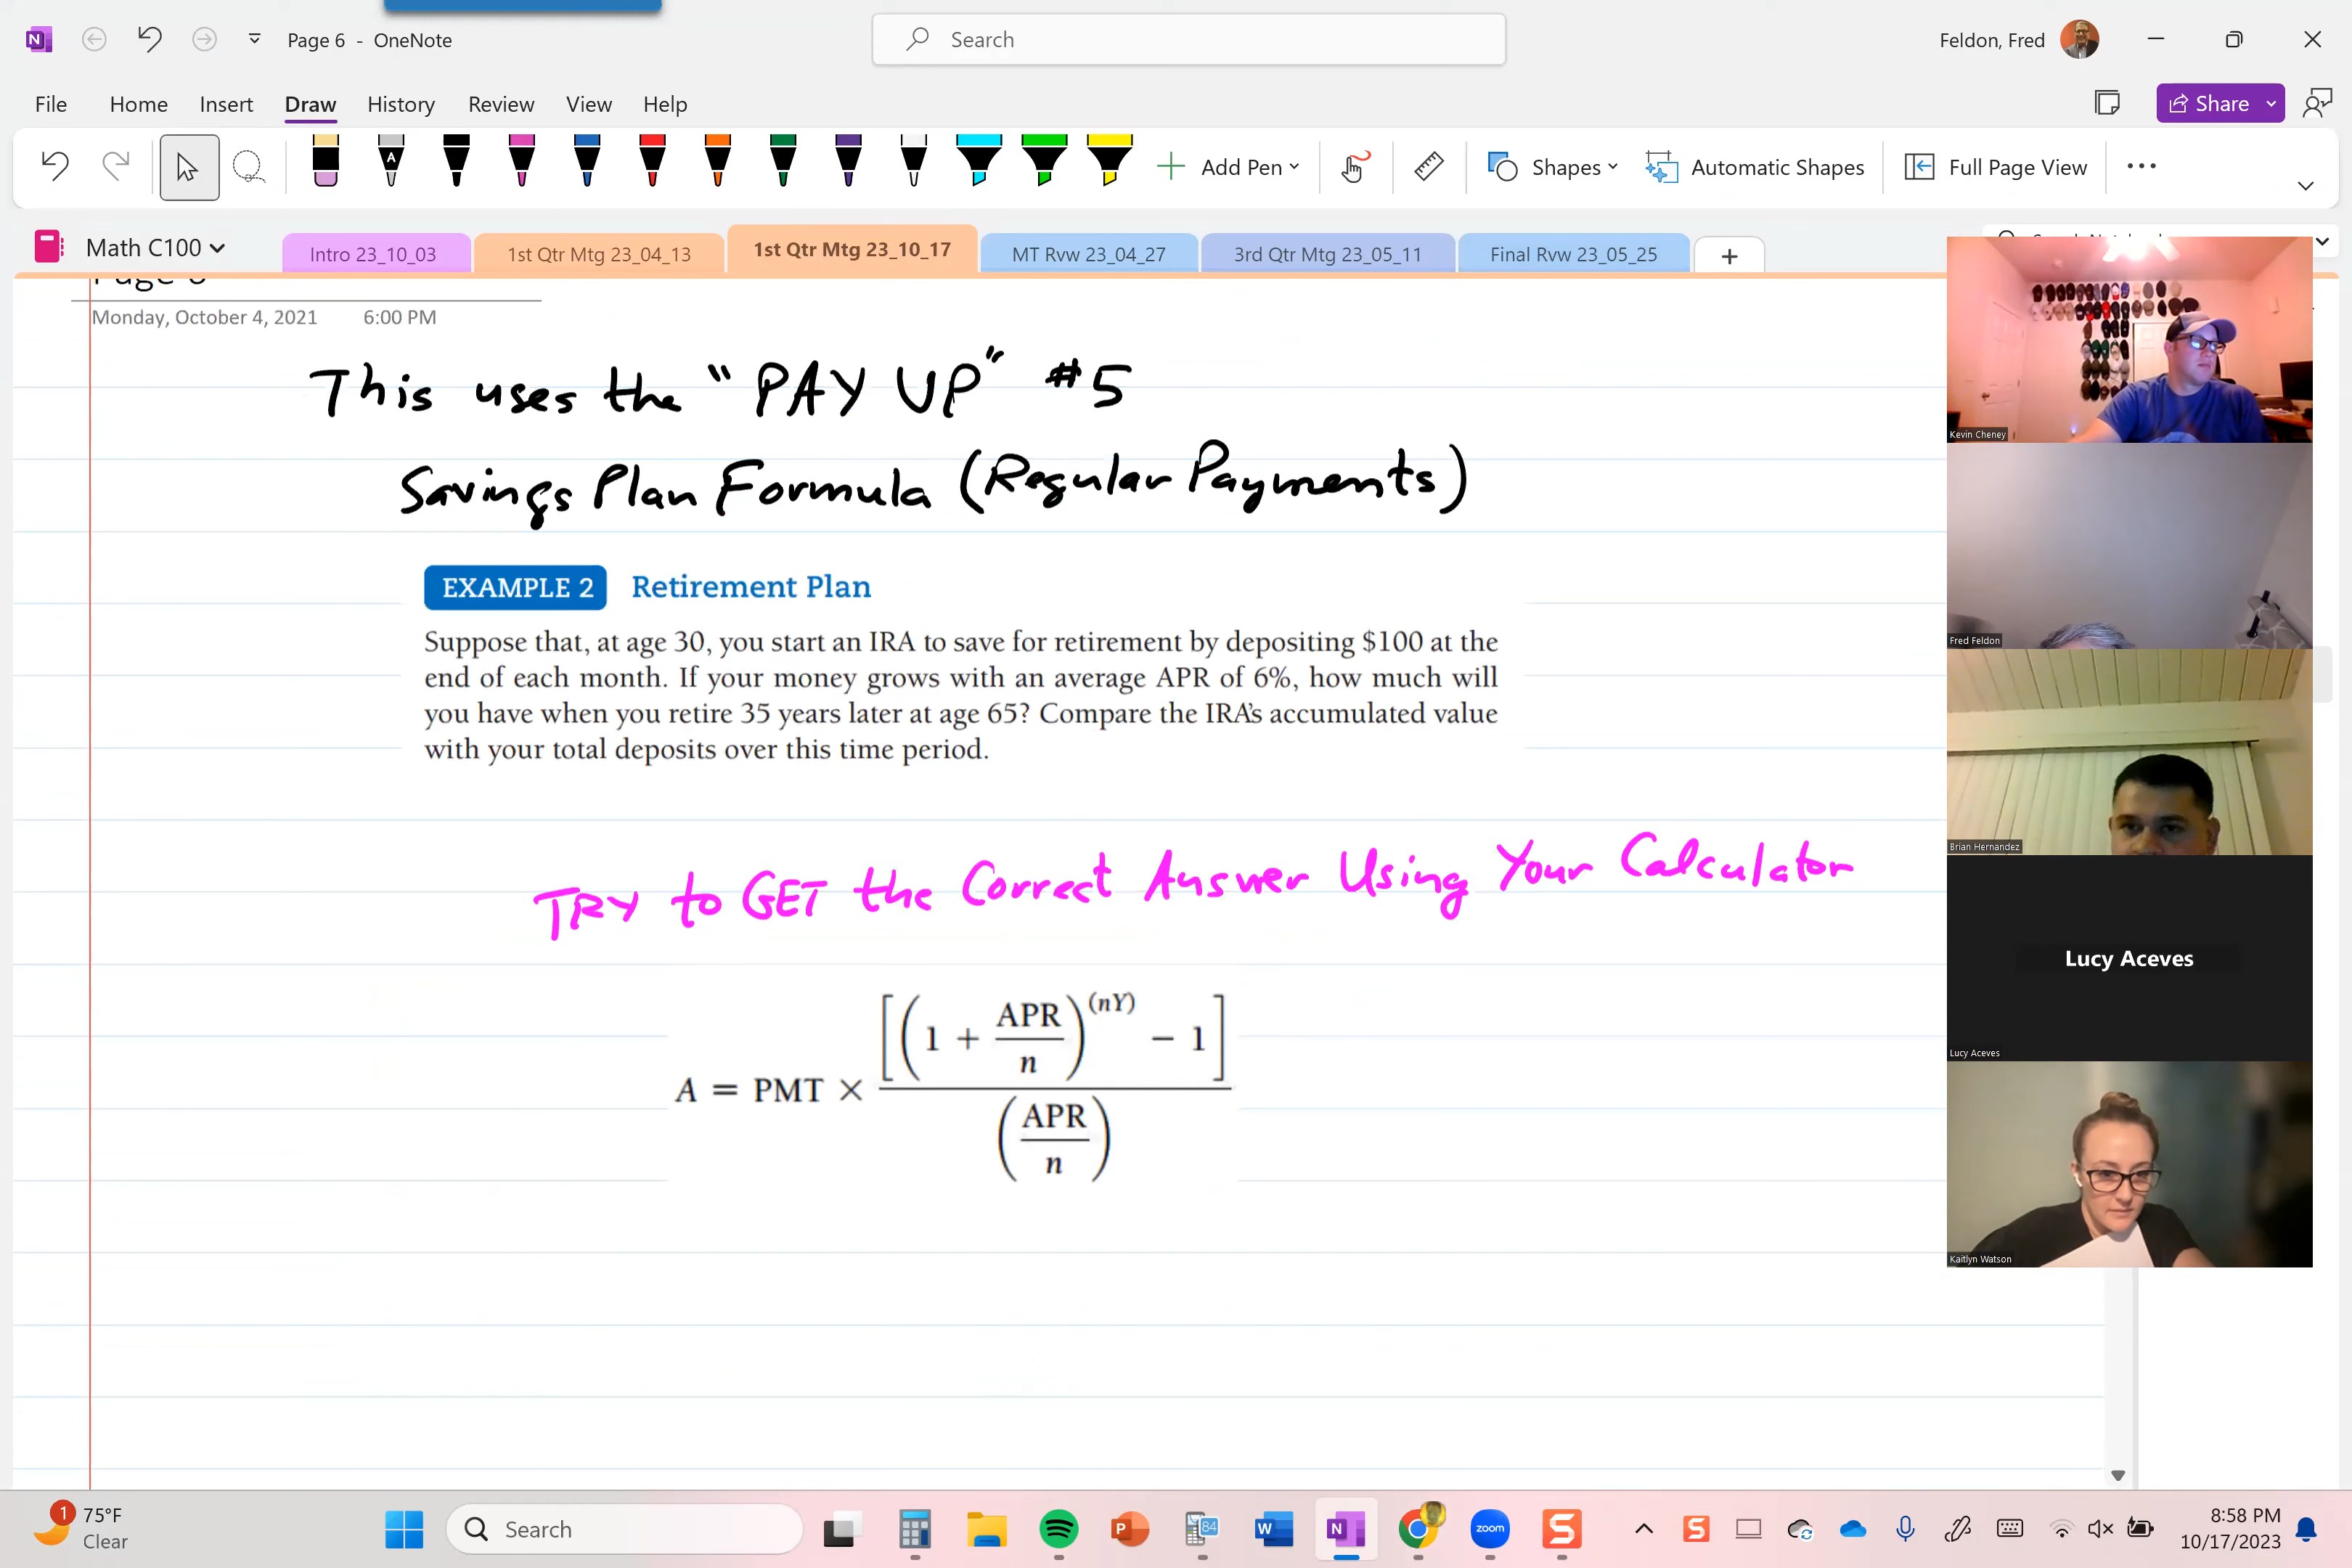 Page 6 - OneNote
Search
Feldon, Fred
File Home Insert Draw History Review View Help
Share
A
Add Pen
Shapes
Automatic Shapes
Full Page View
Math C100
Intro 23_10_03
1st Qtr Mtg 23_04_13
1st Qtr Mtg 23_10_17
MT Rvw 23_04_27
3rd Qtr Mtg 23_05_11
Final Rvw 23_05_25
Monday, October 4, 2021 6:00 PM
This uses the "PAY UP" #5
Savings Plan Formula (Regular Payments)
EXAMPLE 2 Retirement Plan
Suppose that, at age 30, you start an IRA to save for retirement by depositing $100 at the
end of each month. If your money grows with an average APR of 6%, how much will
you have when you retire 35 years later at age 65? Compare the IRA's accumulated value
with your total deposits over this time period.
TRY to GET the Correct Answer Using Your Calculator
A = PMT × [(1 + APR/n)^(nY) − 1] / (APR/n)
Kevin Cheney
Fred Feldon
Brian Hernandez
Lucy Aceves
Lucy Aceves
Kaitlyn Watson
1
75°F
Clear
Search
P
84
W
N
zoom
S
S
8:58 PM
10/17/2023